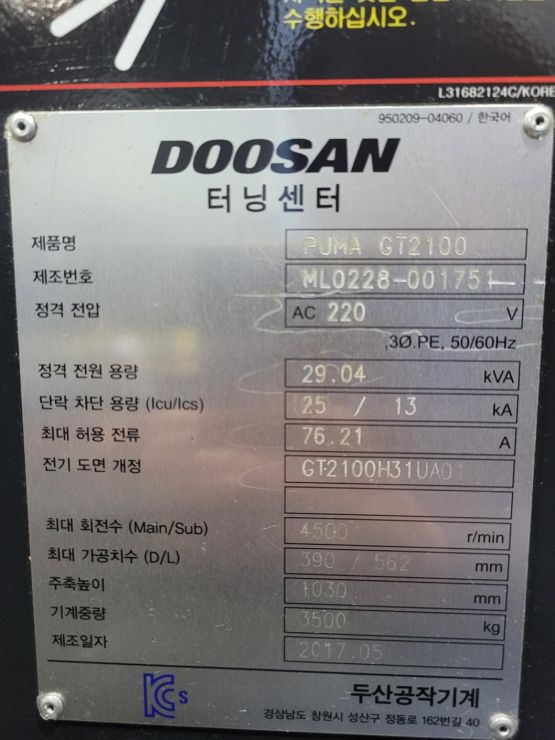 수행하십시오.
L31682124C/KORE
950209-04060 / 한국어
DOOSAN
터닝센터
제품명 PUMA GT2100
제조번호 ML0228-001751
정격 전압 AC 220 V
,3Ø.PE, 50/60Hz
정격 전원 용량 29.04 kVA
단락 차단 용량 (Icu/Ics) 25 / 13 kA
최대 허용 전류 76.21 A
전기 도면 개정 GT2100H31UA01
최대 회전수 (Main/Sub) 4500 r/min
최대 가공치수 (D/L) 390 / 562 mm
주축높이 1030 mm
기계중량 3500 kg
제조일자 2017.05
KCs 두산공작기계
경상남도 창원시 성산구 정동로 162번길 40